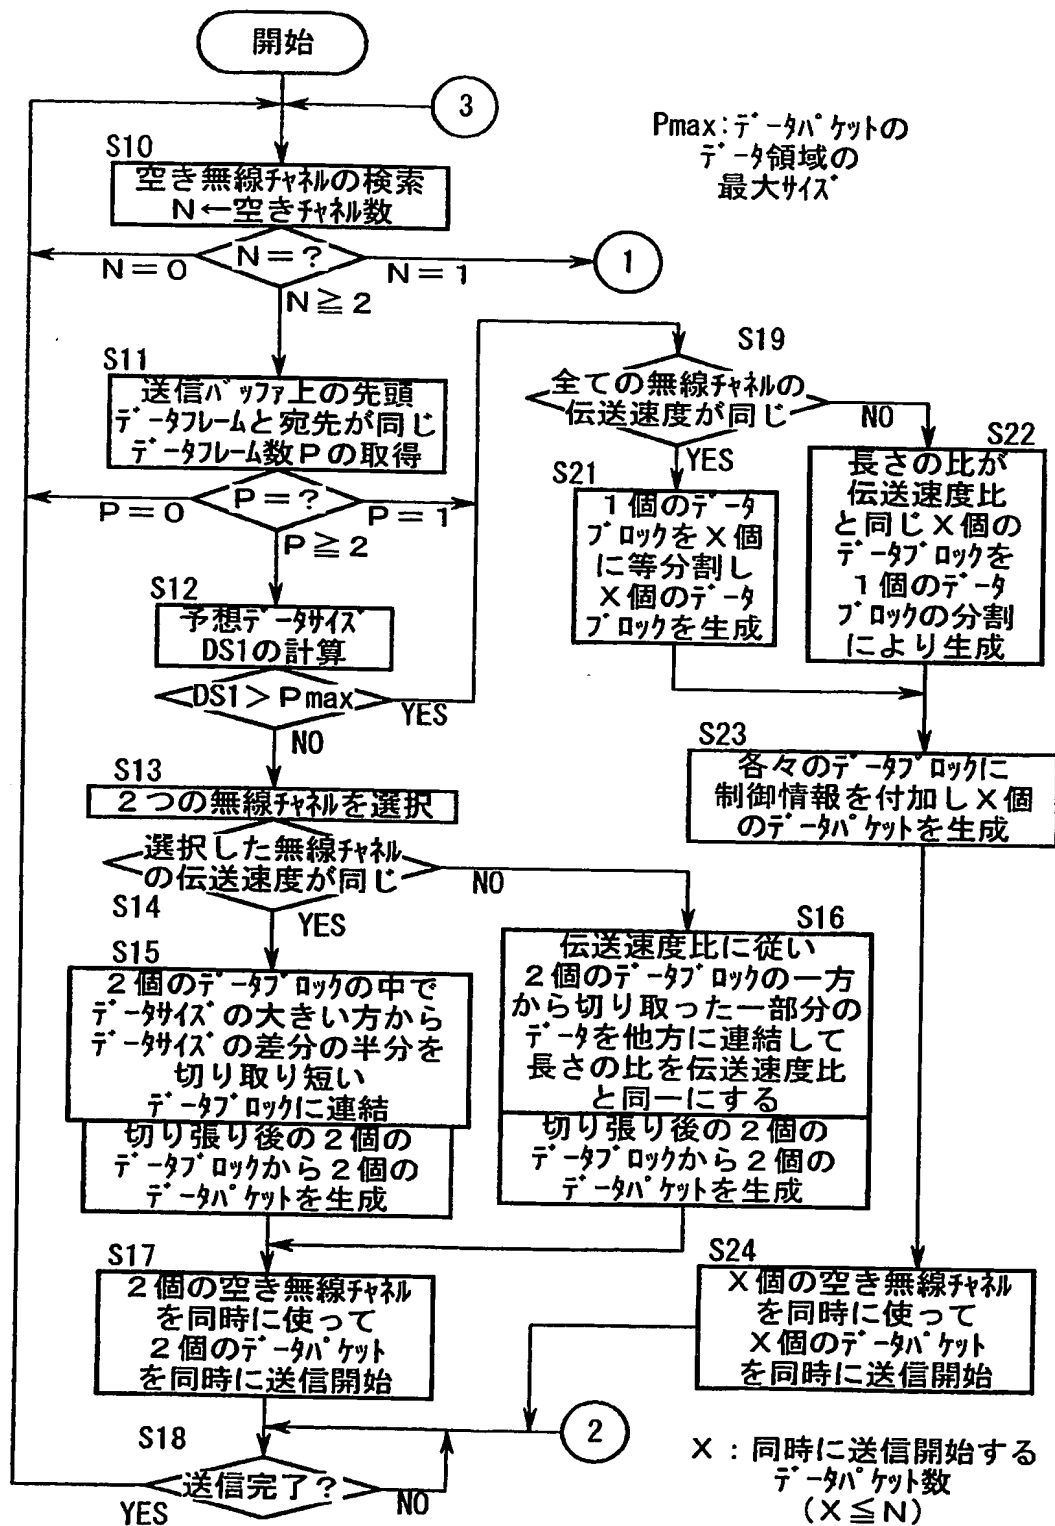 開始
3
Pmax:データパケットの
データ領域の
最大サイズ
S10
空き無線チャネルの検索
N←空きチャネル数
N=?
N=0
N=1
1
N≧2
S11
送信バッファ上の先頭
データフレームと宛先が同じ
データフレーム数Pの取得
P=?
P=0
P=1
P≧2
S12
予想データサイズ
DS1の計算
DS1>Pmax
YES
NO
S13
2つの無線チャネルを選択
選択した無線チャネル
の伝送速度が同じ
NO
S14
YES
S15
2個のデータブロックの中で
データサイズの大きい方から
データサイズの差分の半分を
切り取り短い
データブロックに連結
切り張り後の2個の
データブロックから2個の
データパケットを生成
S16
伝送速度比に従い
2個のデータブロックの一方
から切り取った一部分の
データを他方に連結して
長さの比を伝送速度比
と同一にする
切り張り後の2個の
データブロックから2個の
データパケットを生成
S17
2個の空き無線チャネル
を同時に使って
2個のデータパケット
を同時に送信開始
S18
送信完了?
YES
NO
2
S19
全ての無線チャネルの
伝送速度が同じ
NO
YES
S21
1個のデータ
ブロックをX個
に等分割し
X個のデータ
ブロックを生成
S22
長さの比が
伝送速度比
と同じX個の
データブロックを
1個のデータ
ブロックの分割
により生成
S23
各々のデータブロックに
制御情報を付加しX個
のデータパケットを生成
S24
X個の空き無線チャネル
を同時に使って
X個のデータパケット
を同時に送信開始
X:同時に送信開始する
データパケット数
(X≦N)